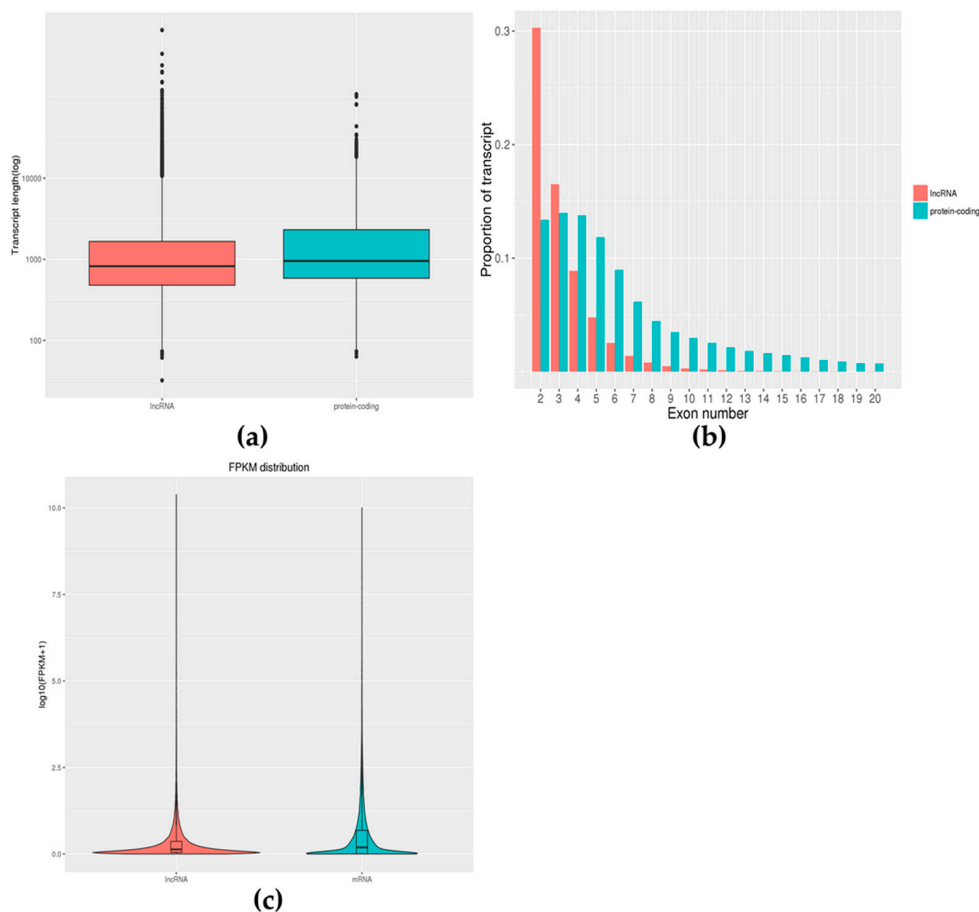 Transcript length(log)
10000
1000
100
lncRNA protein-coding
(a)
Proportion of transcript
0.3
0.2
0.1
2 3 4 5 6 7 8 9 10 11 12 13 14 15 16 17 18 19 20
Exon number
lncRNA
protein-coding
(b)
FPKM distribution
log10(FPKM+1)
10.0
7.5
5.0
2.5
0.0
lncRNA mRNA
(c)